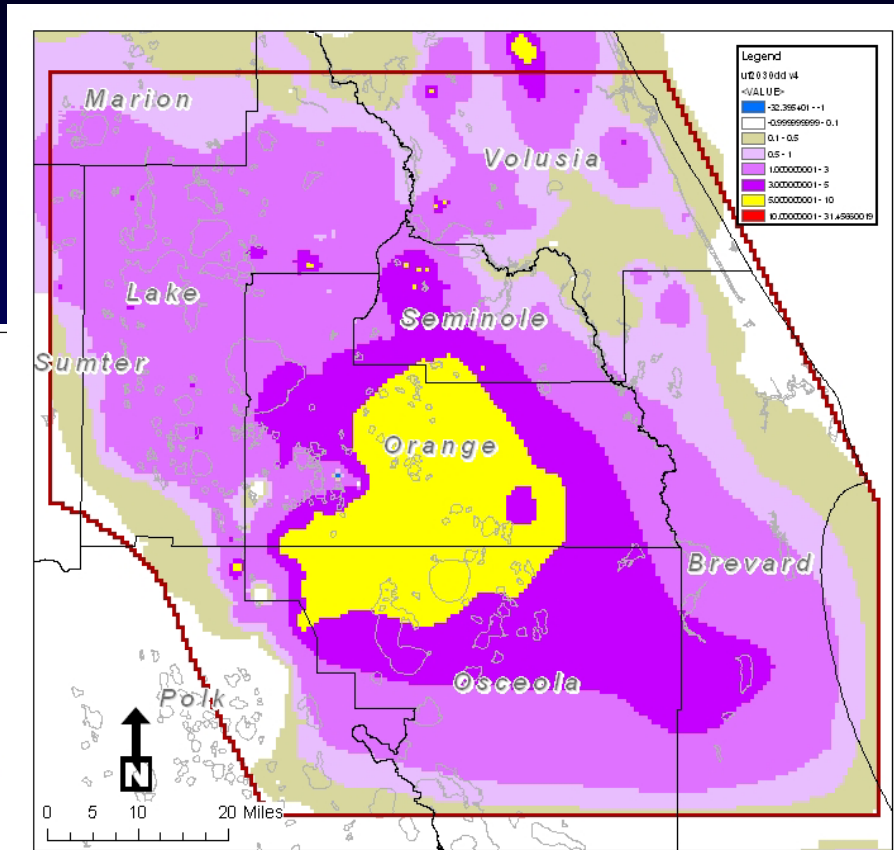 Legend
uf2030dd v4
<VALUE>
-32.395401 - -1
-0.999999999 - 0.1
0.1 - 0.5
0.5 - 1
1.000000001 - 3
3.000000001 - 5
5.000000001 - 10
10.00000001 - 31.45660019
Marion
Volusia
Lake
Seminole
Sumter
Orange
Brevard
Osceola
Polk
N
0 5 10 20 Miles